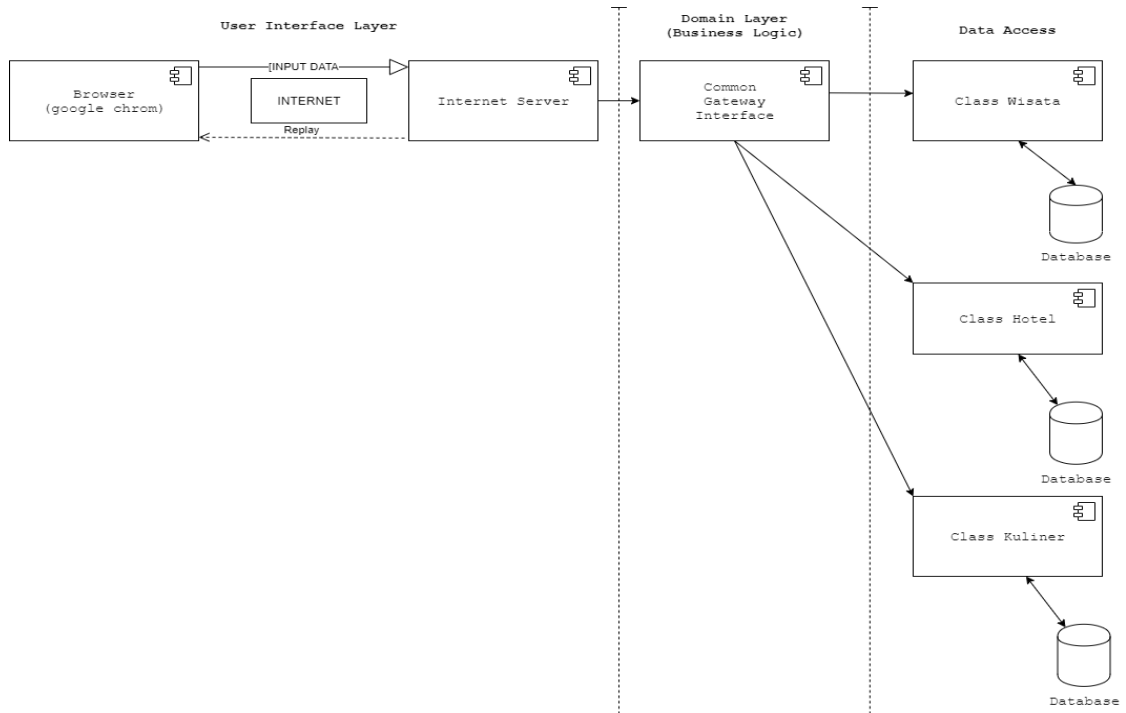 User Interface Layer
Domain Layer
(Business Logic)
Data Access
Browser
(google chrom)
[INPUT DATA
INTERNET
Replay
Internet Server
Common
Gateway
Interface
Class Wisata
Database
Class Hotel
Database
Class Kuliner
Database